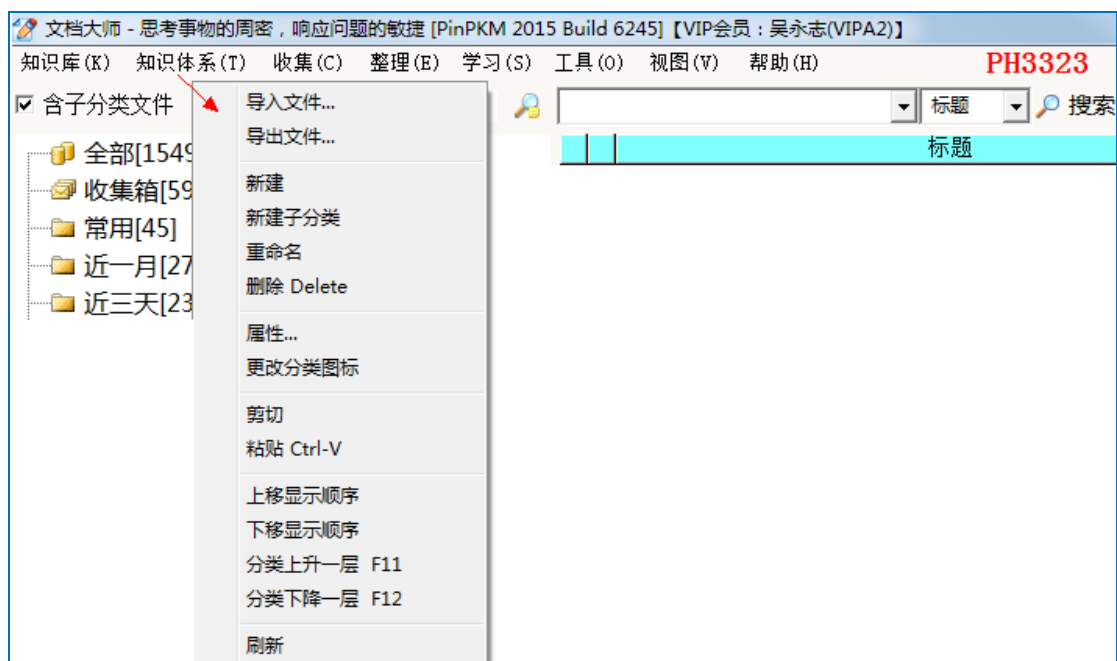 文档大师 - 思考事物的周密，响应问题的敏捷 [PinPKM 2015 Build 6245]【VIP会员：吴永志(VIPA2)】
知识库(K) 知识体系(T) 收集(C) 整理(E) 学习(S) 工具(O) 视图(V) 帮助(H) PH3323
含子分类文件 标题 搜索
标题
全部[1549
收集箱[59
常用[45]
近一月[27
近三天[23
导入文件...
导出文件...
新建
新建子分类
重命名
删除 Delete
属性...
更改分类图标
剪切
粘贴 Ctrl-V
上移显示顺序
下移显示顺序
分类上升一层 F11
分类下降一层 F12
刷新